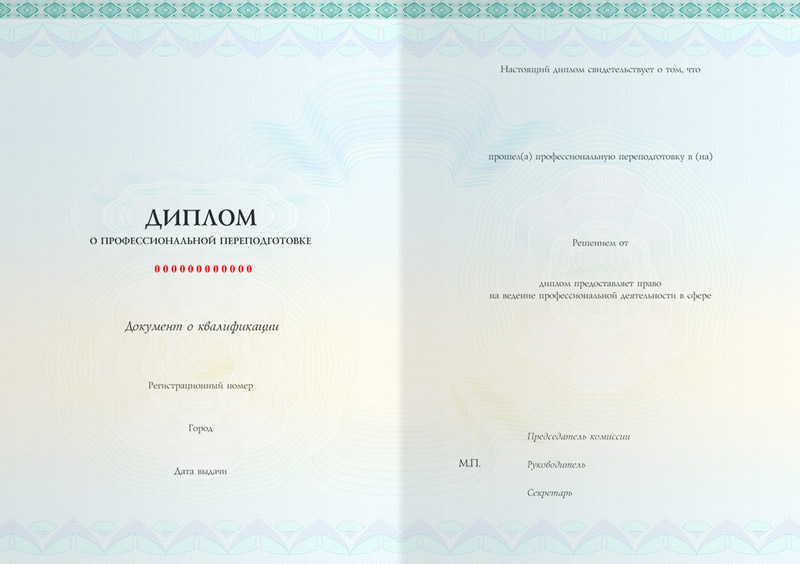 ДИПЛОМ
О ПРОФЕССИОНАЛЬНОЙ ПЕРЕПОДГОТОВКЕ
000000000000
Документ о квалификации
Регистрационный номер
Город
Дата выдачи
Настоящий диплом свидетельствует о том, что
прошел(а) профессиональную переподготовку в (на)
Решением от
диплом предоставляет право
на ведение профессиональной деятельности в сфере
Председатель комиссии
М.П.
Руководитель
Секретарь